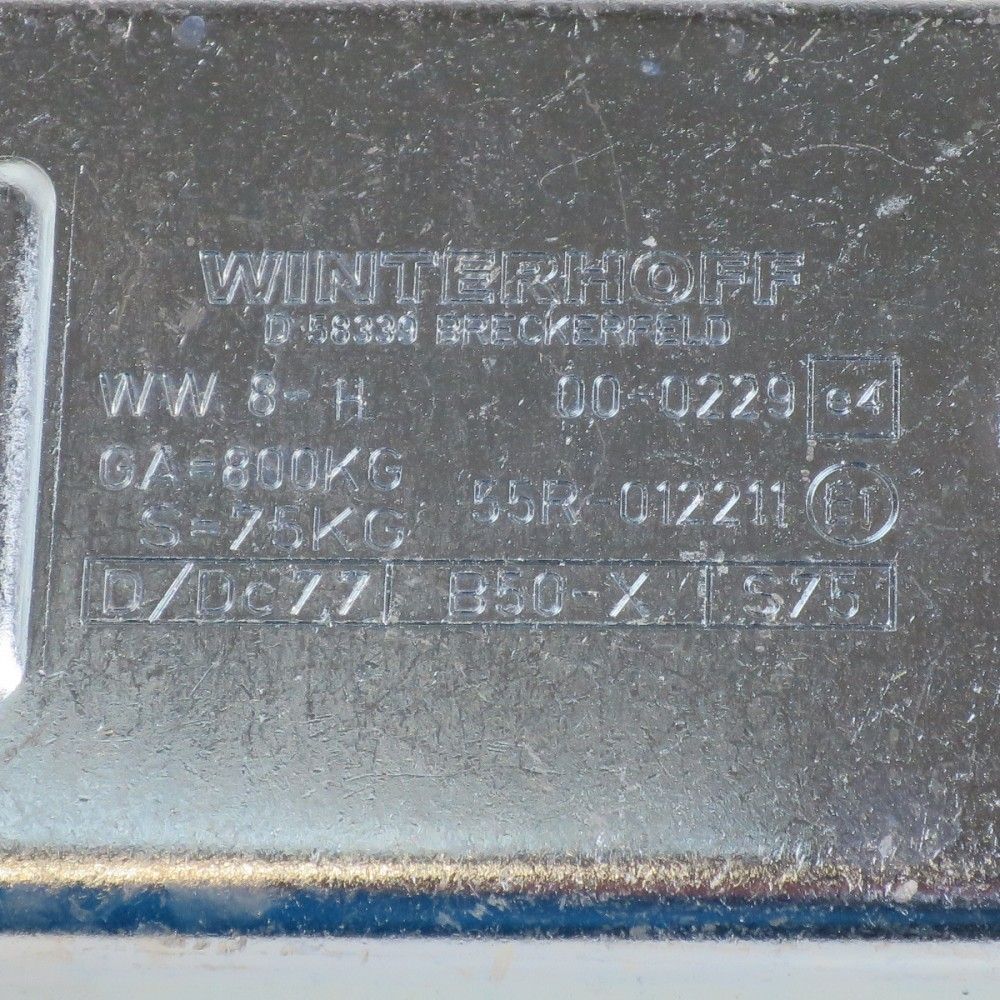 WINTERHOFF
D-58339 BRECKERFELD
WW 8-H 00-0229 e4
GA=800KG
55R-012211 E1
S=75KG
D/Dc7,7 B50-X S75